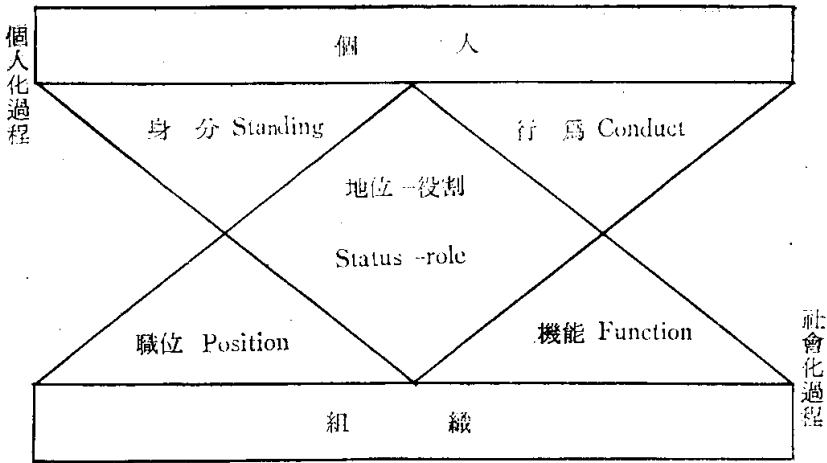 個人
個人化過程
身分 Standing
行爲 Conduct
地位-役割
Status-role
職位 Position
機能 Function
社會化過程
組織